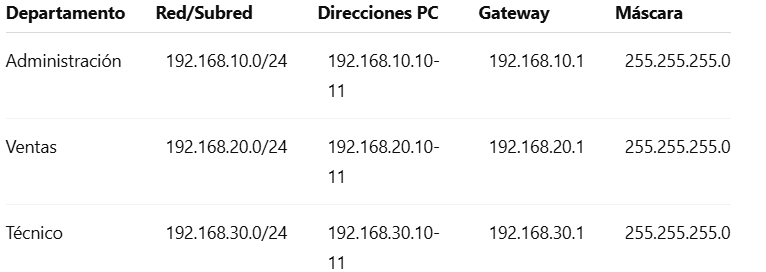 Departamento Red/Subred Direcciones PC Gateway Máscara
Administración 192.168.10.0/24 192.168.10.10- 192.168.10.1 255.255.255.0
11
Ventas 192.168.20.0/24 192.168.20.10- 192.168.20.1 255.255.255.0
11
Técnico 192.168.30.0/24 192.168.30.10- 192.168.30.1 255.255.255.0
11